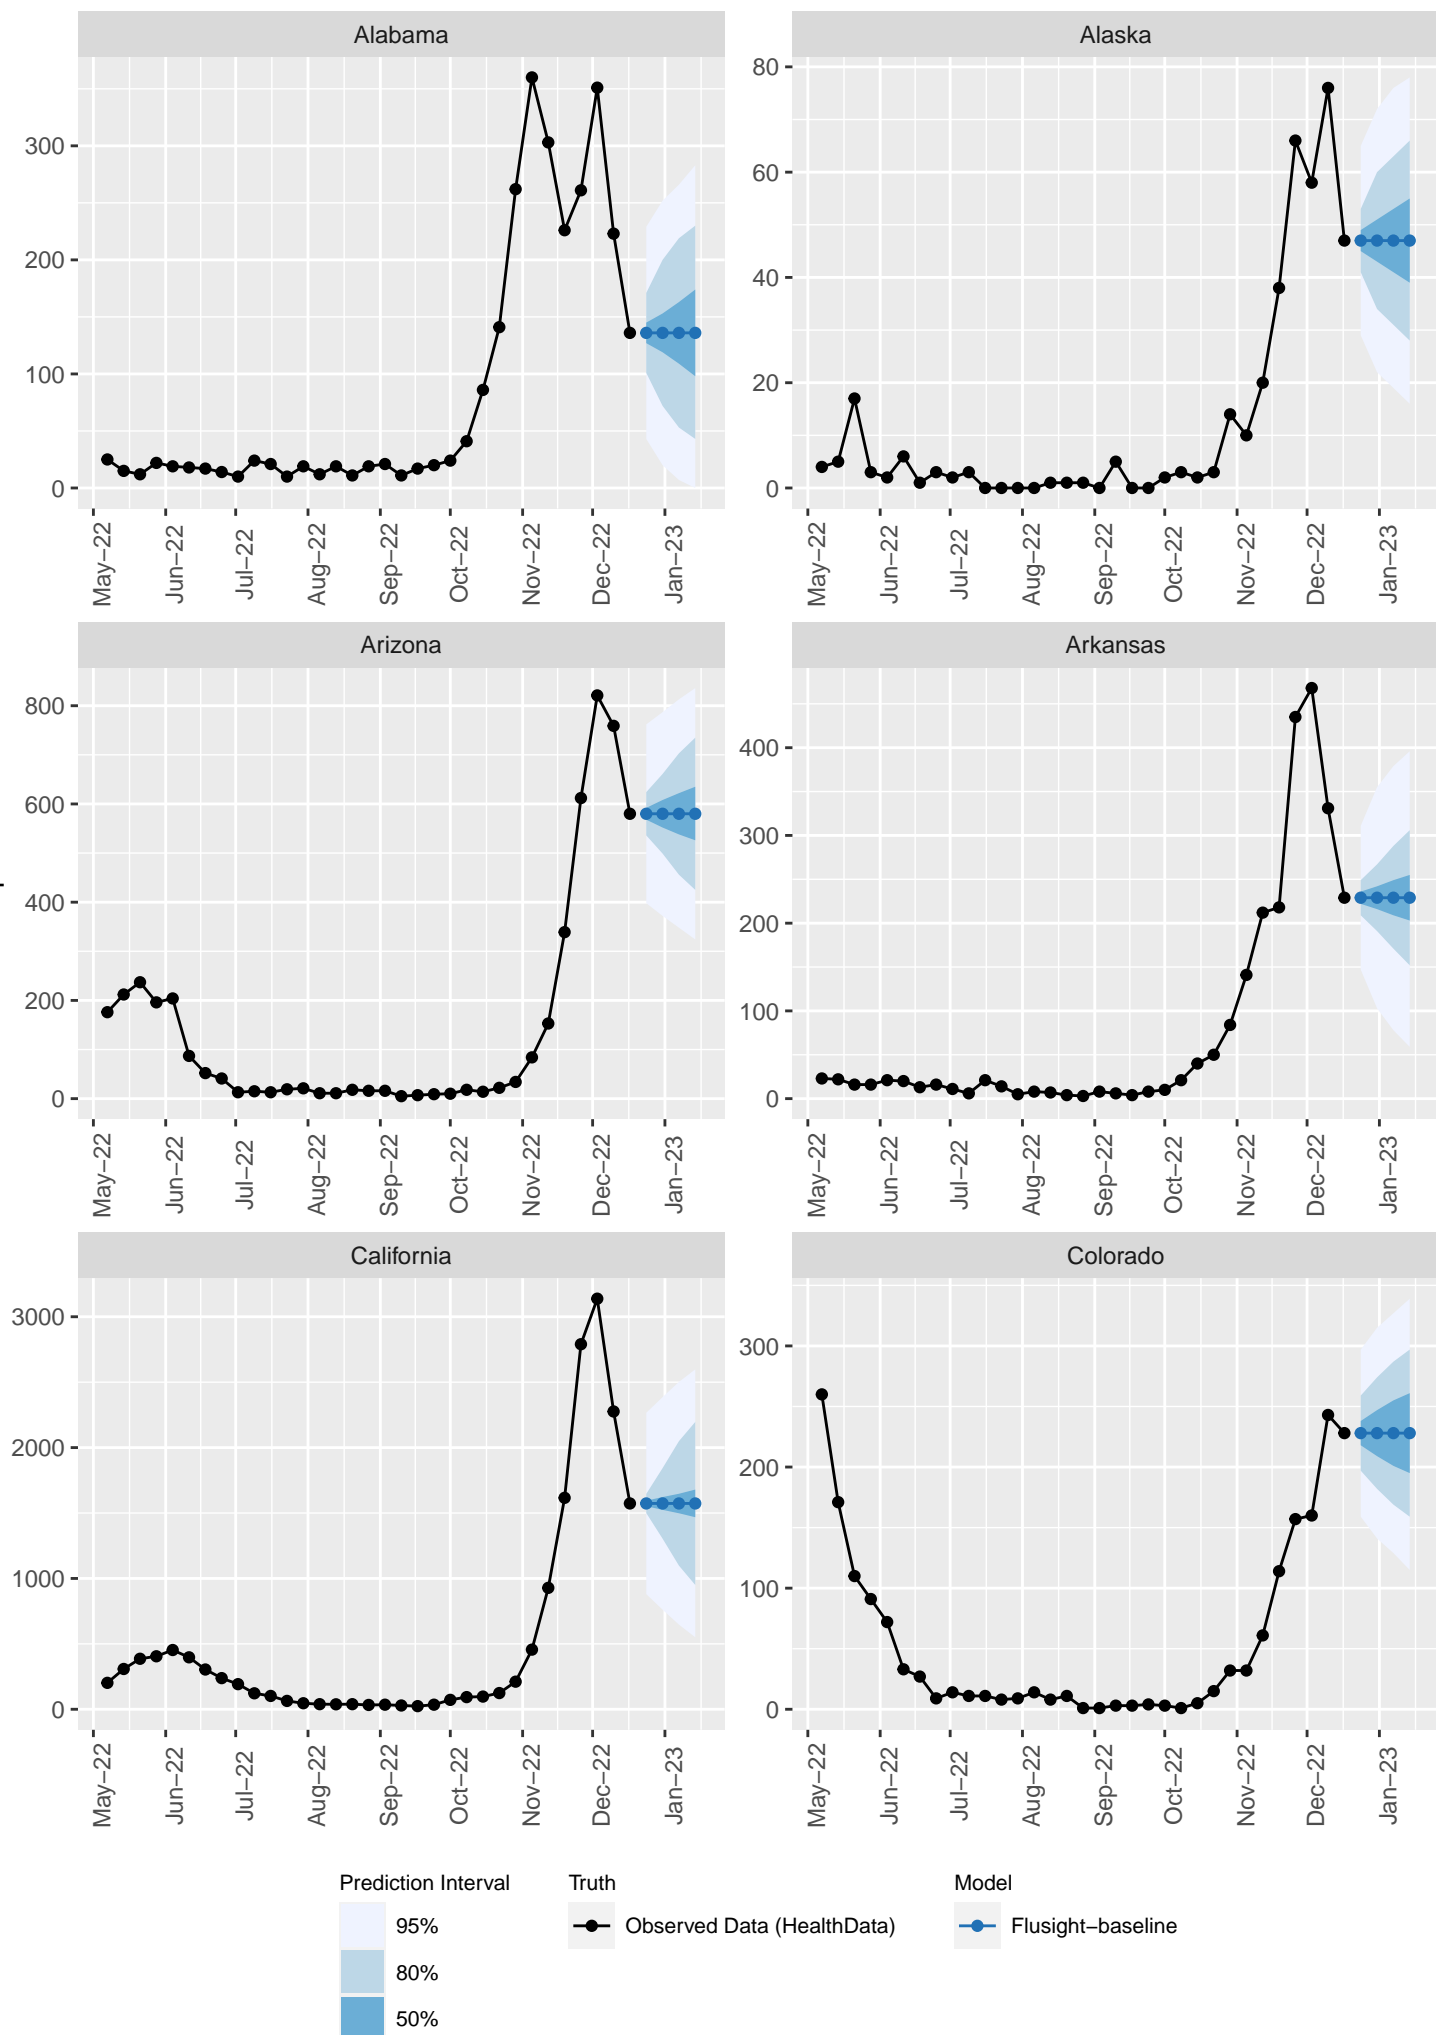 Alabama
Alaska
300
200
100
0
80
60
40
20
0
May−22
Jun−22
Jul−22
Aug−22
Sep−22
Oct−22
Nov−22
Dec−22
Jan−23
May−22
Jun−22
Jul−22
Aug−22
Sep−22
Oct−22
Nov−22
Dec−22
Jan−23
Arizona
Arkansas
800
600
400
200
0
400
300
200
100
0
May−22
Jun−22
Jul−22
Aug−22
Sep−22
Oct−22
Nov−22
Dec−22
Jan−23
May−22
Jun−22
Jul−22
Aug−22
Sep−22
Oct−22
Nov−22
Dec−22
Jan−23
California
Colorado
3000
2000
1000
0
300
200
100
0
May−22
Jun−22
Jul−22
Aug−22
Sep−22
Oct−22
Nov−22
Dec−22
Jan−23
May−22
Jun−22
Jul−22
Aug−22
Sep−22
Oct−22
Nov−22
Dec−22
Jan−23
Prediction Interval
95%
80%
50%
Truth
Observed Data (HealthData)
Model
Flusight−baseline